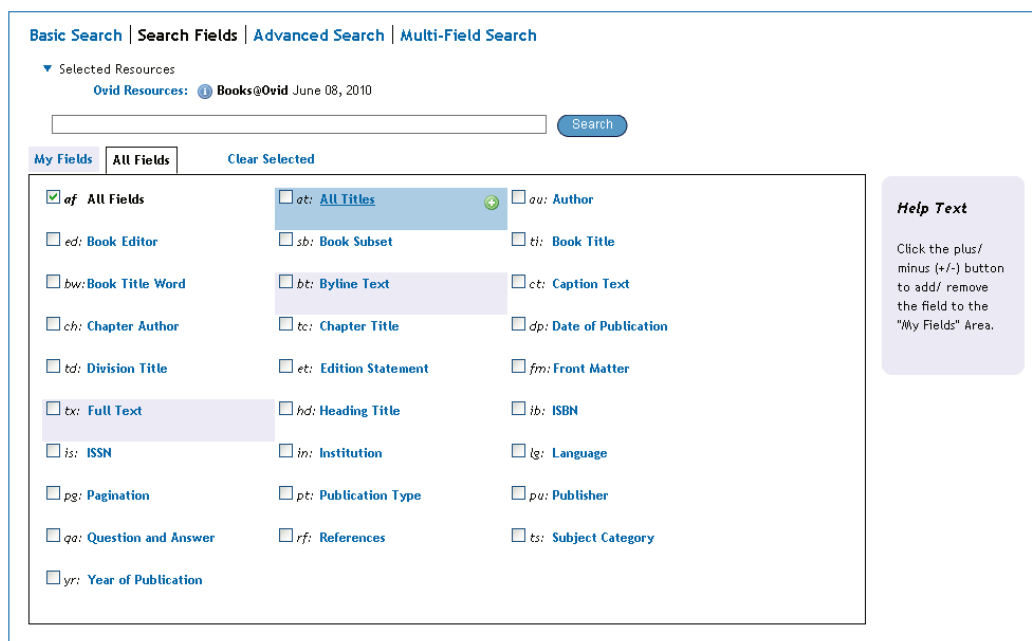 Basic Search | Search Fields | Advanced Search | Multi-Field Search
Selected Resources
Ovid Resources: Books@Ovid June 08, 2010
Search
My Fields All Fields Clear Selected
af All Fields at: All Titles au: Author
ed: Book Editor sb: Book Subset ti: Book Title
bw: Book Title Word bt: Byline Text ct: Caption Text
ch: Chapter Author tc: Chapter Title dp: Date of Publication
td: Division Title et: Edition Statement fm: Front Matter
tx: Full Text hd: Heading Title ib: ISBN
is: ISSN in: Institution lg: Language
pg: Pagination pt: Publication Type pu: Publisher
qa: Question and Answer rf: References ts: Subject Category
yr: Year of Publication
Help Text
Click the plus/
minus (+/-) button
to add/ remove
the field to the
"My Fields" Area.